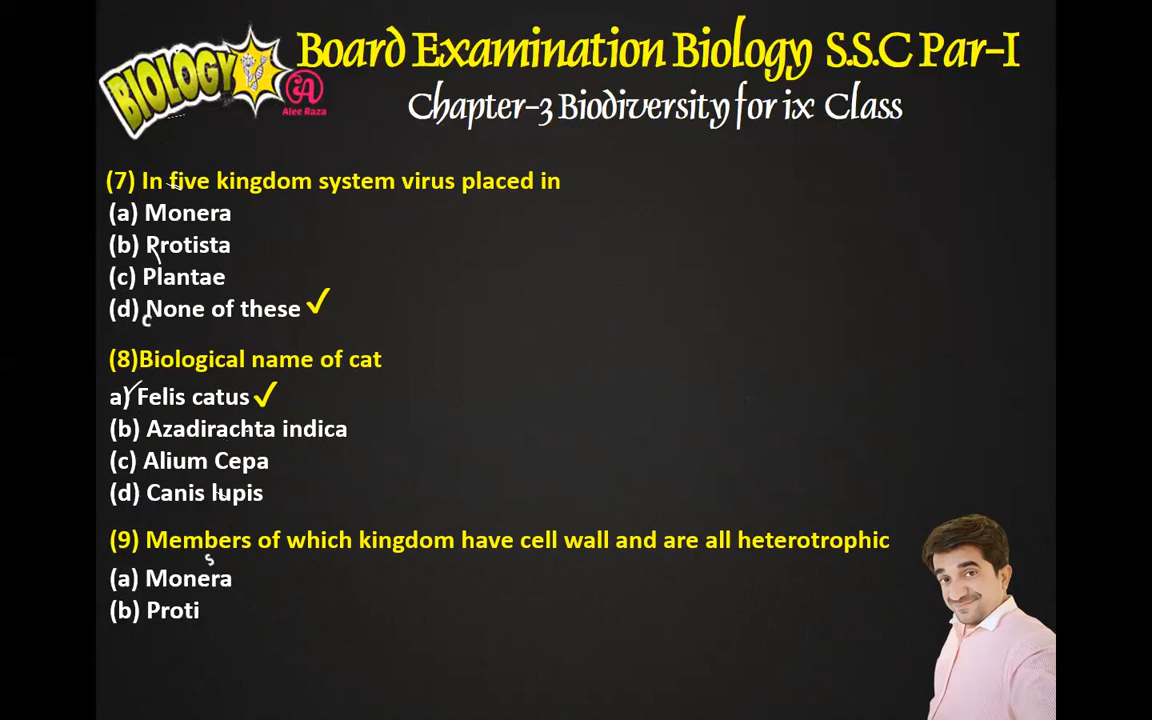 BIOLOGY
Alee Raza
Board Examination Biology S.S.C Par-I
Chapter-3 Biodiversity for ix Class
(7) In five kingdom system virus placed in
(a) Monera
(b) Protista
(c) Plantae
(d) None of these ✓
(8)Biological name of cat
a) Felis catus ✓
(b) Azadirachta indica
(c) Alium Cepa
(d) Canis lupis
(9) Members of which kingdom have cell wall and are all heterotrophic
(a) Monera
(b) Proti